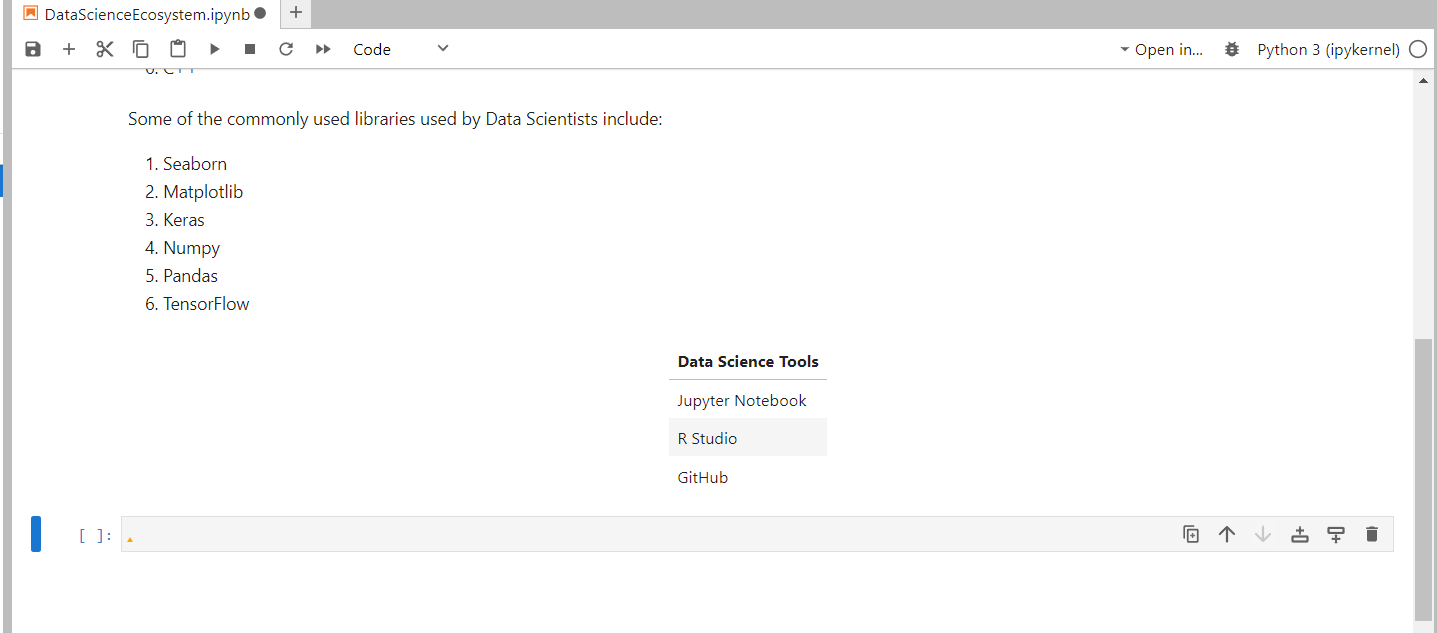 DataScienceEcosystem.ipynb
Code
Open in...
Python 3 (ipykernel)
6. C++
Some of the commonly used libraries used by Data Scientists include:
1. Seaborn
2. Matplotlib
3. Keras
4. Numpy
5. Pandas
6. TensorFlow
Data Science Tools
Jupyter Notebook
R Studio
GitHub
[ ]: